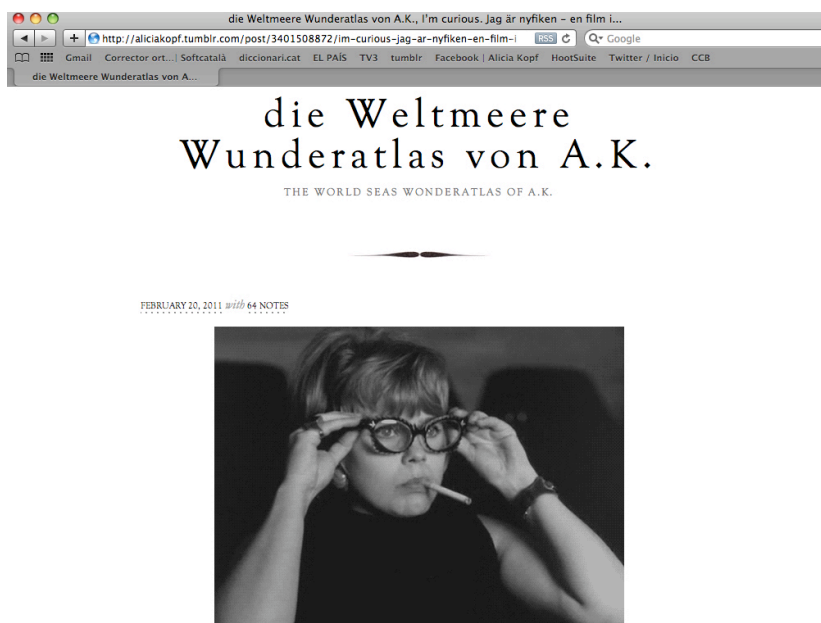 die Weltmeere Wunderatlas von A.K., I'm curious. Jag är nyfiken – en film i...
http://aliciakopf.tumblr.com/post/3401508872/im-curious-jag-ar-nyfiken-en-film-i RSS Google
Gmail Corrector ort...| Softcatalà diccionari.cat EL PAÍS TV3 tumblr Facebook | Alicia Kopf HootSuite Twitter / Inicio CCB
die Weltmeere Wunderatlas von A...
die Weltmeere
Wunderatlas von A.K.
THE WORLD SEAS WONDERATLAS OF A.K.
FEBRUARY 20, 2011 with 64 NOTES